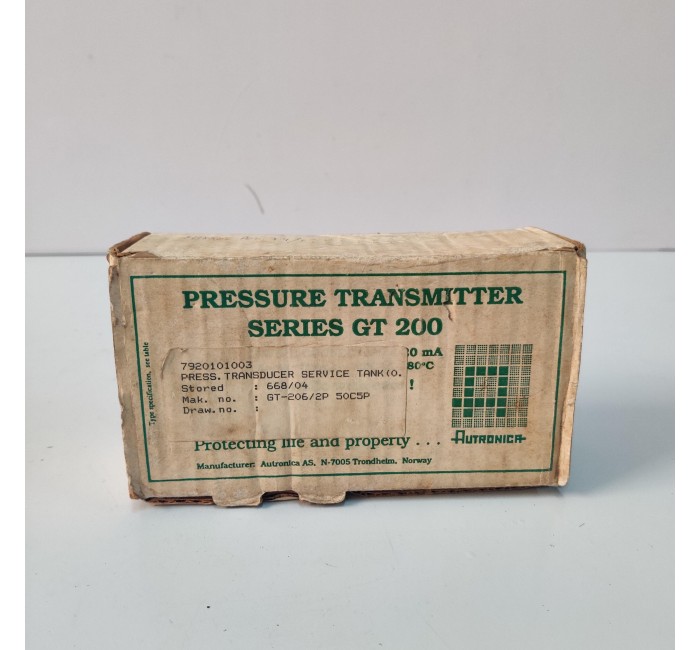 PRESSURE TRANSMITTER
SERIES GT 200
20 mA
80°C
!
7920101003
PRESS.TRANSDUCER SERVICE TANK(O.
Stored : 668/04
Mak. no. : GT-206/2P 50C5P
Draw.no. :
Protecting life and property . . .
AUTRONICA
Manufacturer: Autronica AS, N-7005 Trondheim, Norway
Type specification, see table